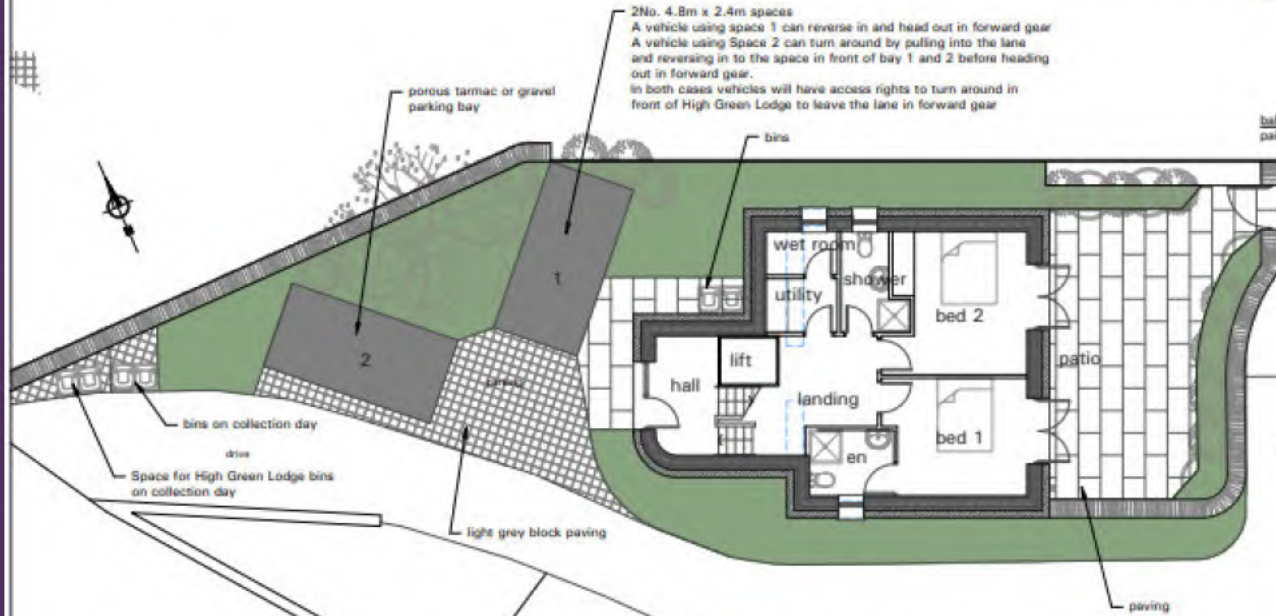 2No. 4.8m x 2.4m spaces
A vehicle using space 1 can reverse in and head out in forward gear
A vehicle using Space 2 can turn around by pulling into the lane
and reversing in to the space in front of bay 1 and 2 before heading
out in forward gear.
In both cases vehicles will have access rights to turn around in
front of High Green Lodge to leave the lane in forward gear
porous tarmac or gravel
parking bay
bins
1
2
wet room
shower
utility
bed 2
lift
hall
landing
patio
bed 1
en
parking
bins on collection day
drive
Space for High Green Lodge bins
on collection day
light grey block paving
paving